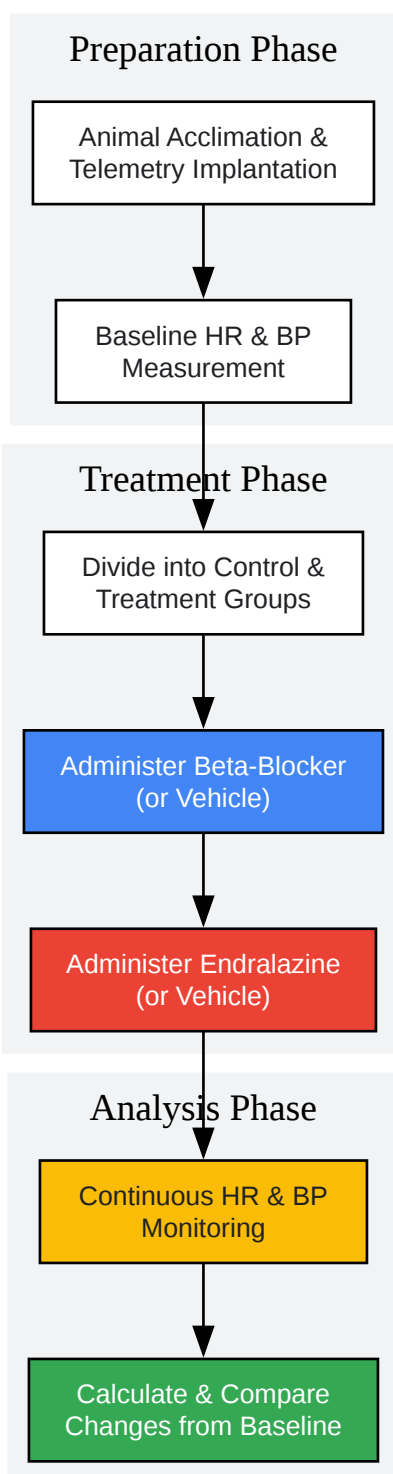 Preparation Phase
Animal Acclimation &
Telemetry Implantation
Baseline HR & BP
Measurement
Treatment Phase
Divide into Control &
Treatment Groups
Administer Beta-Blocker
(or Vehicle)
Administer Endralazine
(or Vehicle)
Analysis Phase
Continuous HR & BP
Monitoring
Calculate & Compare
Changes from Baseline